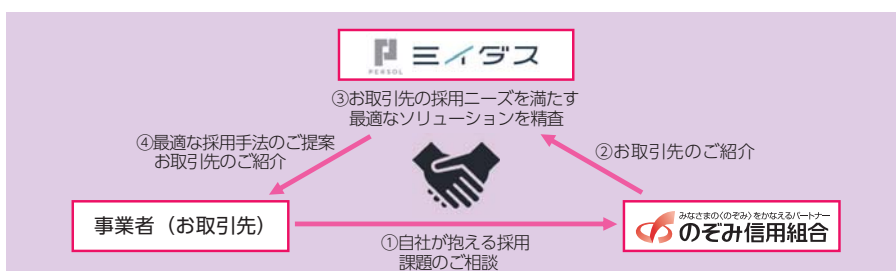 PERSOL
ミイダス
③お取引先の採用ニーズを満たす
最適なソリューションを精査
④最適な採用手法のご提案
お取引先のご紹介
②お取引先のご紹介
事業者（お取引先）
みなさまの〈のぞみ〉をかなえるパートナー
のぞみ信用組合
①自社が抱える採用
課題のご相談